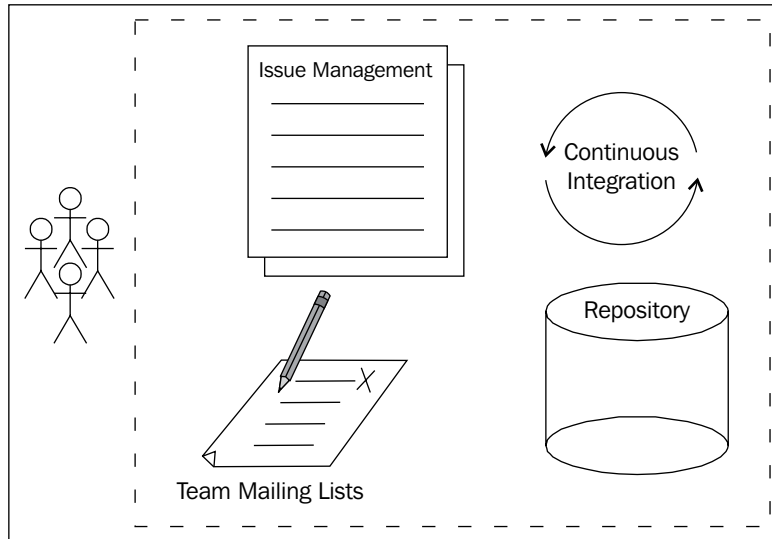 Issue Management
Continuous
Integration
Repository
X
Team Mailing Lists